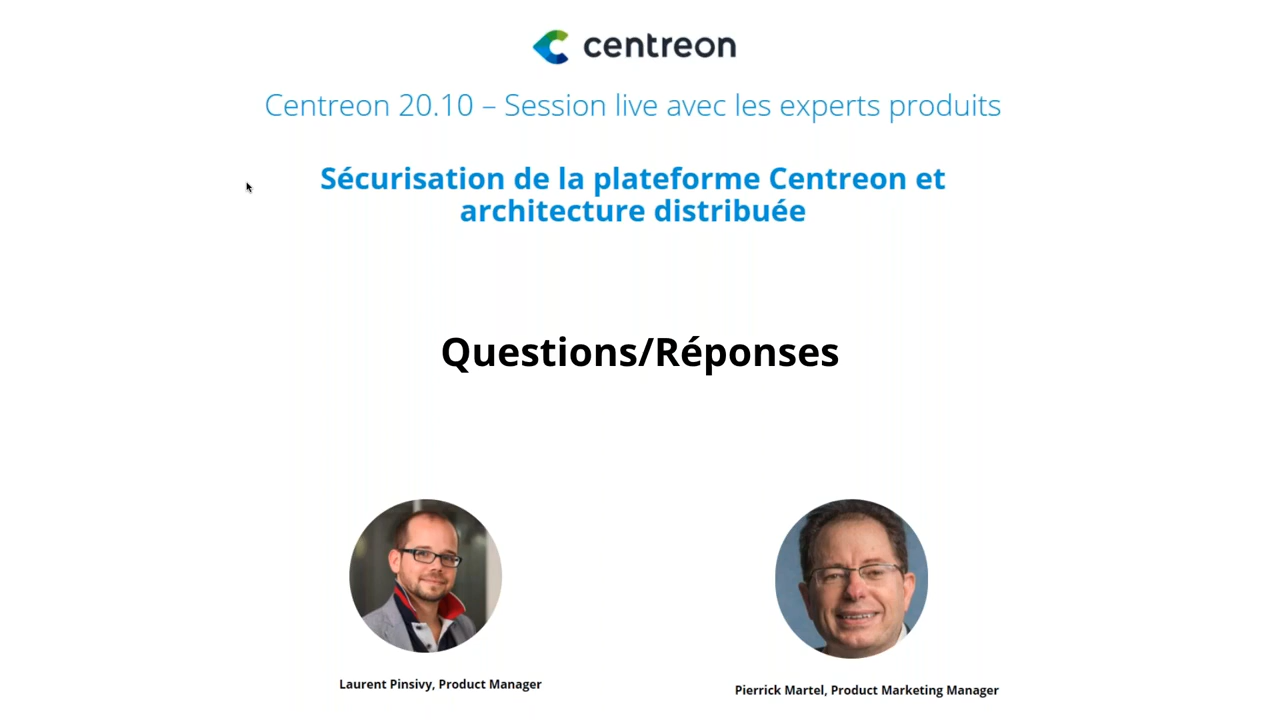 centreon
Centreon 20.10 – Session live avec les experts produits
Sécurisation de la plateforme Centreon et
architecture distribuée
Questions/Réponses
Laurent Pinsivy, Product Manager
Pierrick Martel, Product Marketing Manager